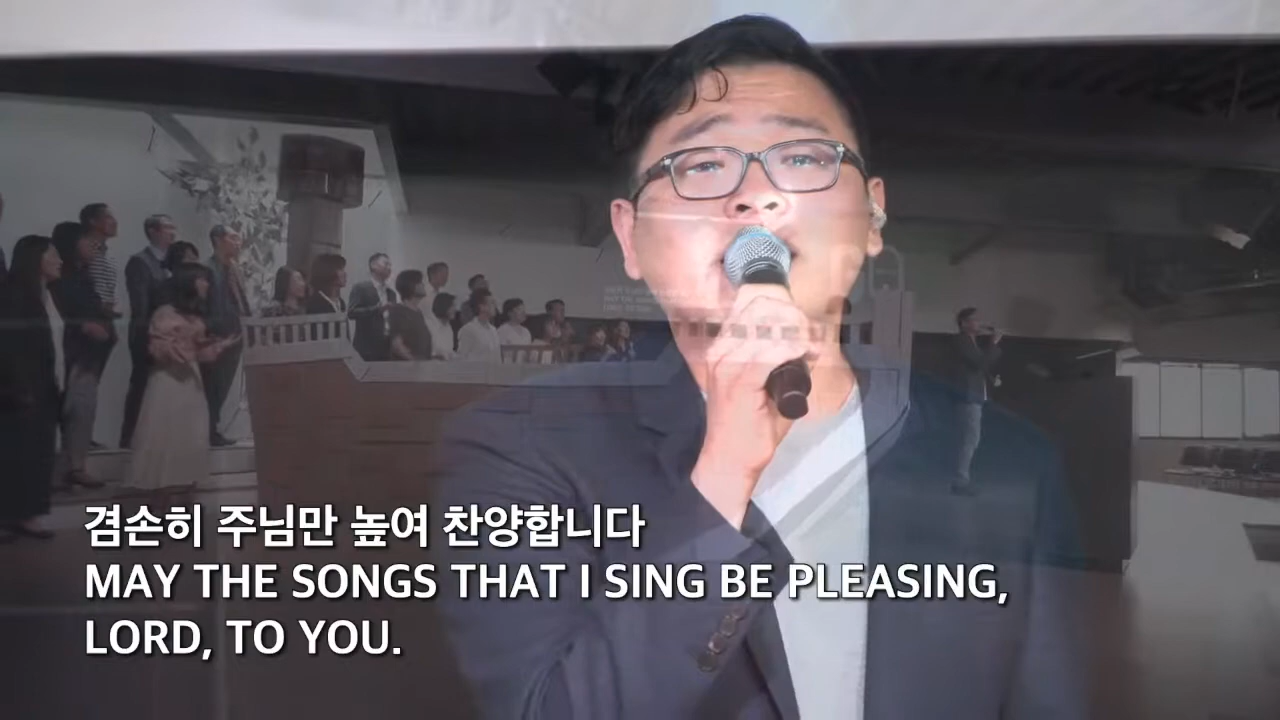 겸손히 주님만 높여 찬양합니다
MAY THE SONGS THAT I SING BE PLEASING,
LORD, TO YOU.